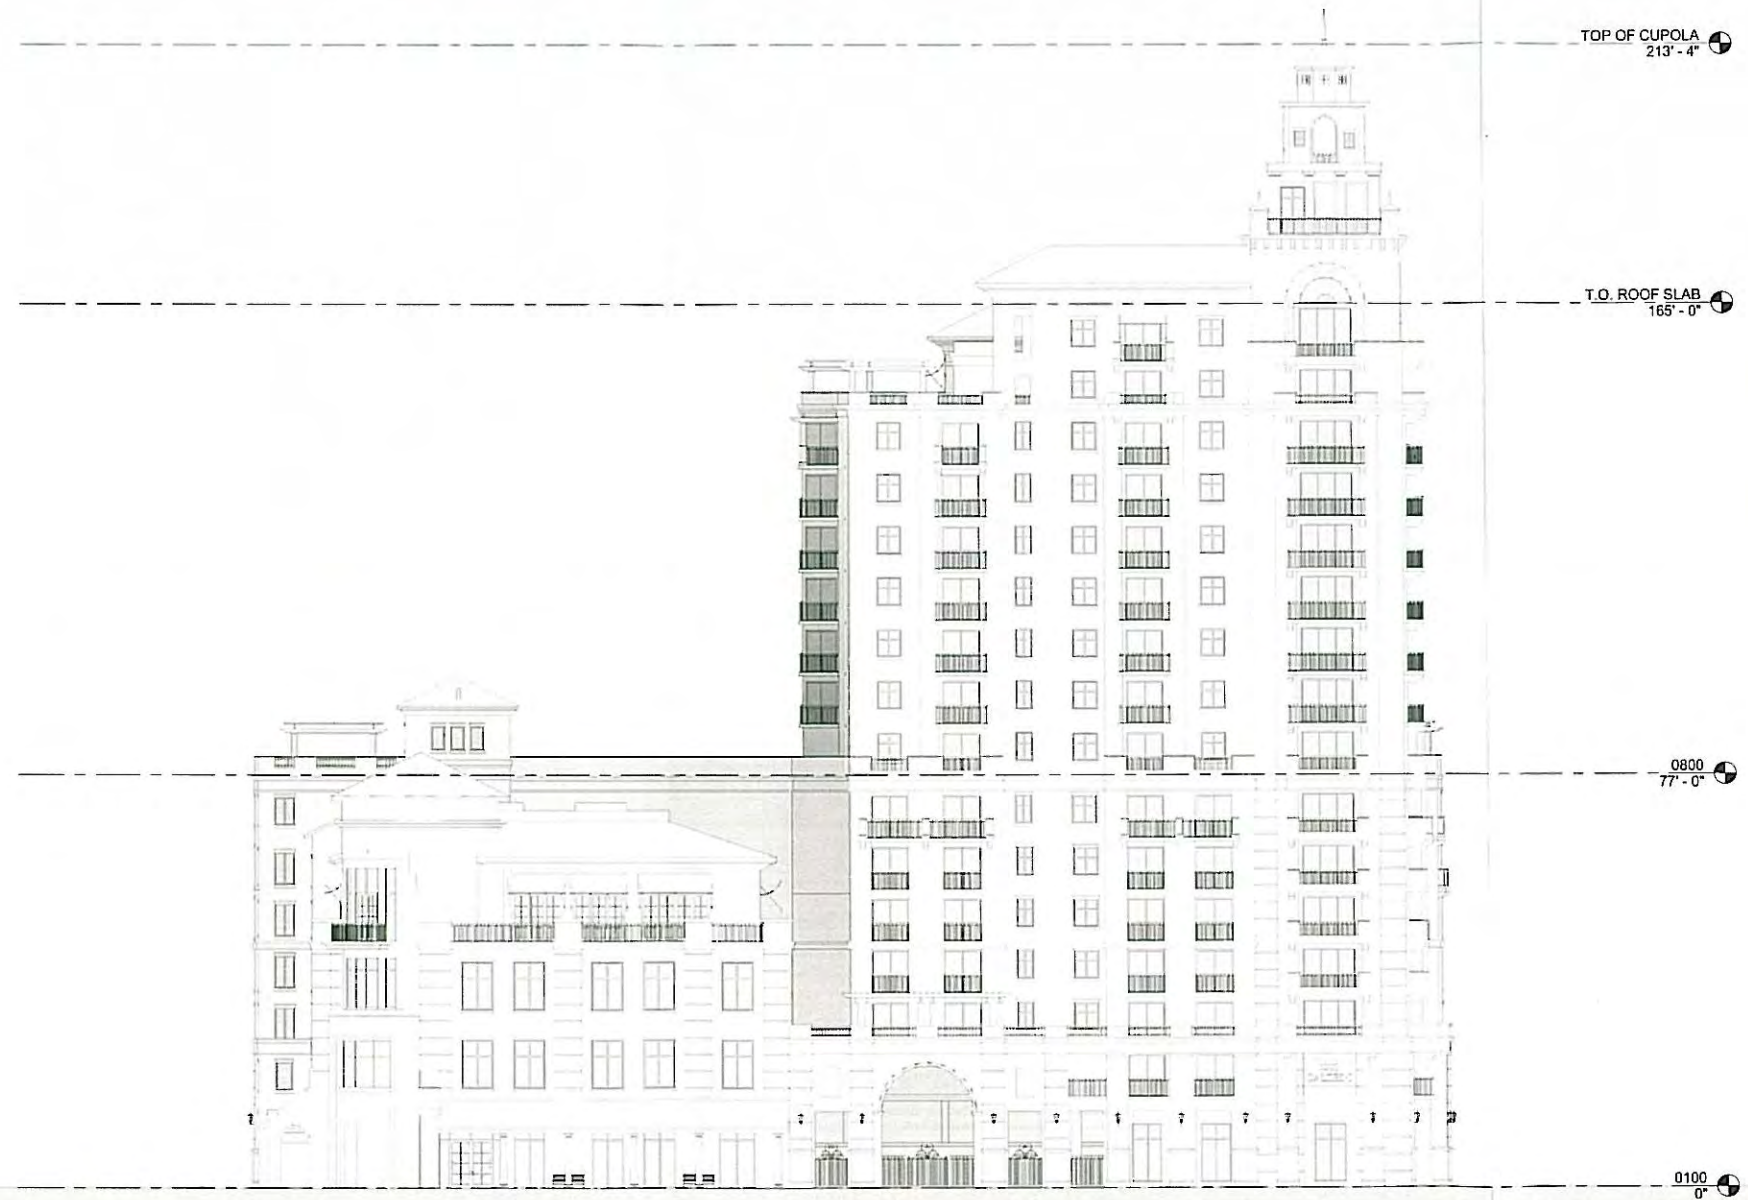 TOP OF CUPOLA
213' - 4"
T.O. ROOF SLAB
165' - 0"
0800
77' - 0"
0100
0"